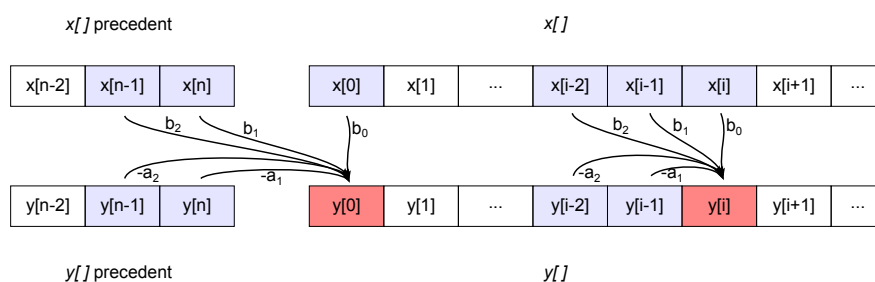 x[ ] precedent x[ ]
x[n-2] x[n-1] x[n] x[0] x[1] ... x[i-2] x[i-1] x[i] x[i+1] ...
b₂ b₁ b₀ b₂ b₁ b₀
-a₂ -a₁ -a₂ -a₁
y[n-2] y[n-1] y[n] y[0] y[1] ... y[i-2] y[i-1] y[i] y[i+1] ...
y[ ] precedent y[ ]